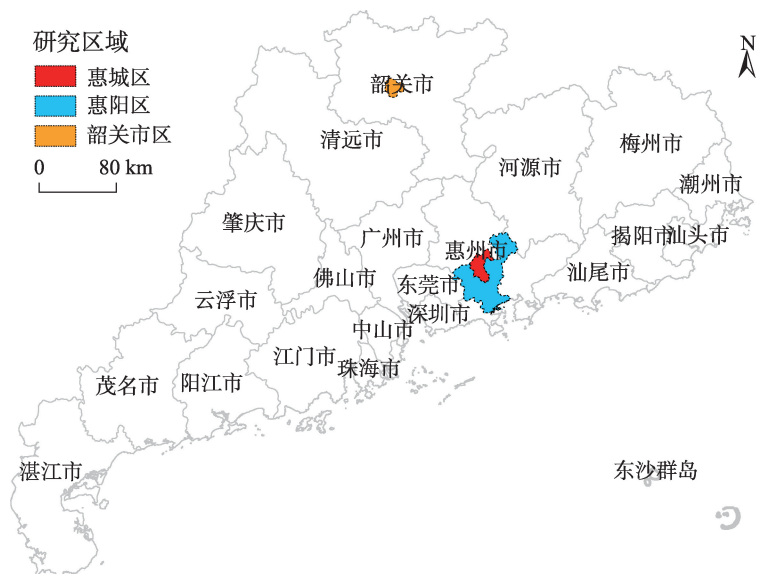 研究区域
惠城区
惠阳区
韶关市区
0 80 km
N
韶关市
清远市
梅州市
河源市
潮州市
肇庆市
广州市
惠州市
揭阳市
汕头市
佛山市
东莞市
汕尾市
云浮市
深圳市
中山市
江门市
珠海市
茂名市
阳江市
湛江市
东沙群岛